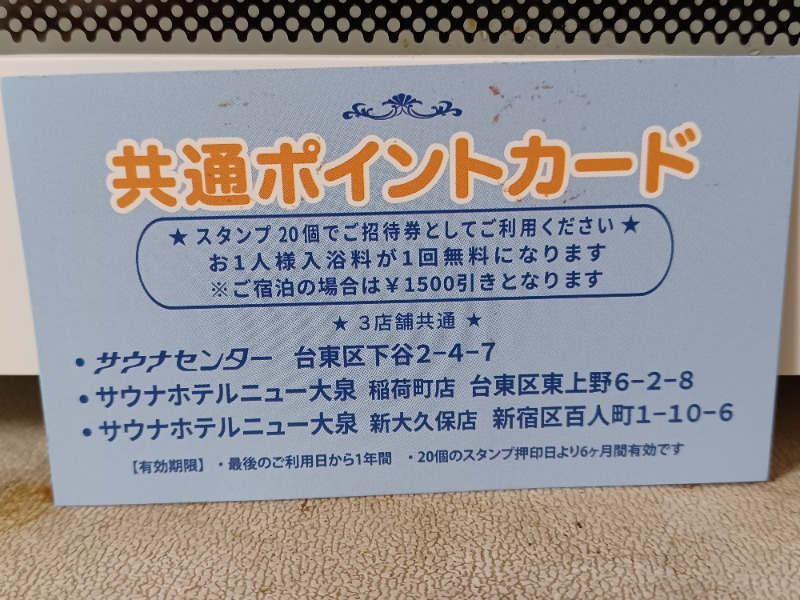 共通ポイントカード
★ スタンプ 20個でご招待券としてご利用ください ★
お1人様入浴料が1回無料になります
※ご宿泊の場合は￥1500引きとなります
★ 3店舗共通 ★
・サウナセンター 台東区下谷2-4-7
・サウナホテルニュー大泉 稲荷町店 台東区東上野6-2-8
・サウナホテルニュー大泉 新大久保店 新宿区百人町1-10-6
【有効期限】・最後のご利用日から1年間 ・20個のスタンプ押印日より6ヶ月間有効です